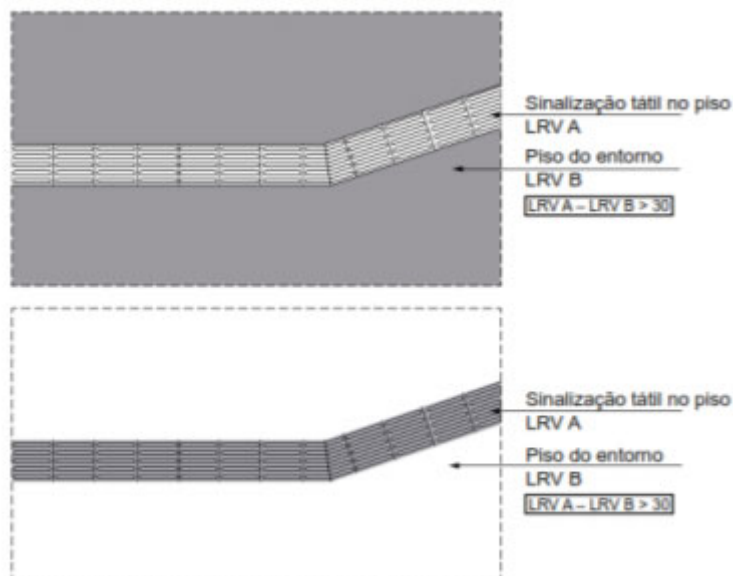 Sinalização tátil no piso
LRV A
Piso do entorno
LRV B
LRV A – LRV B > 30
Sinalização tátil no piso
LRV A
Piso do entorno
LRV B
LRV A – LRV B > 30